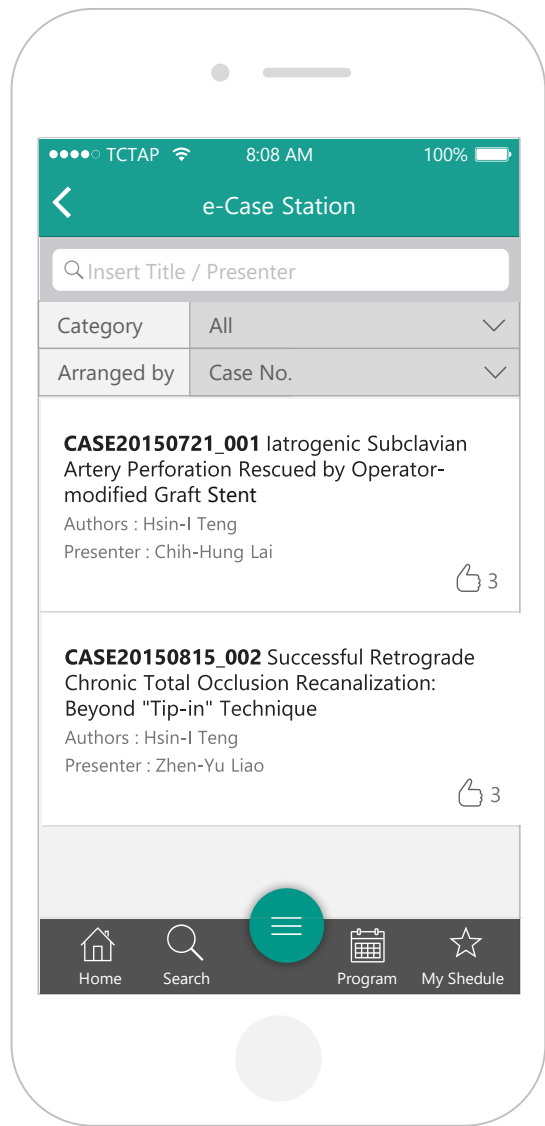 TCTAP 8:08 AM 100%
e-Case Station
Insert Title / Presenter
Category All
Arranged by Case No.
CASE20150721_001 Iatrogenic Subclavian
Artery Perforation Rescued by Operator-
modified Graft Stent
Authors : Hsin-I Teng
Presenter : Chih-Hung Lai
3
CASE20150815_002 Successful Retrograde
Chronic Total Occlusion Recanalization:
Beyond "Tip-in" Technique
Authors : Hsin-I Teng
Presenter : Zhen-Yu Liao
3
Home Search Program My Shedule